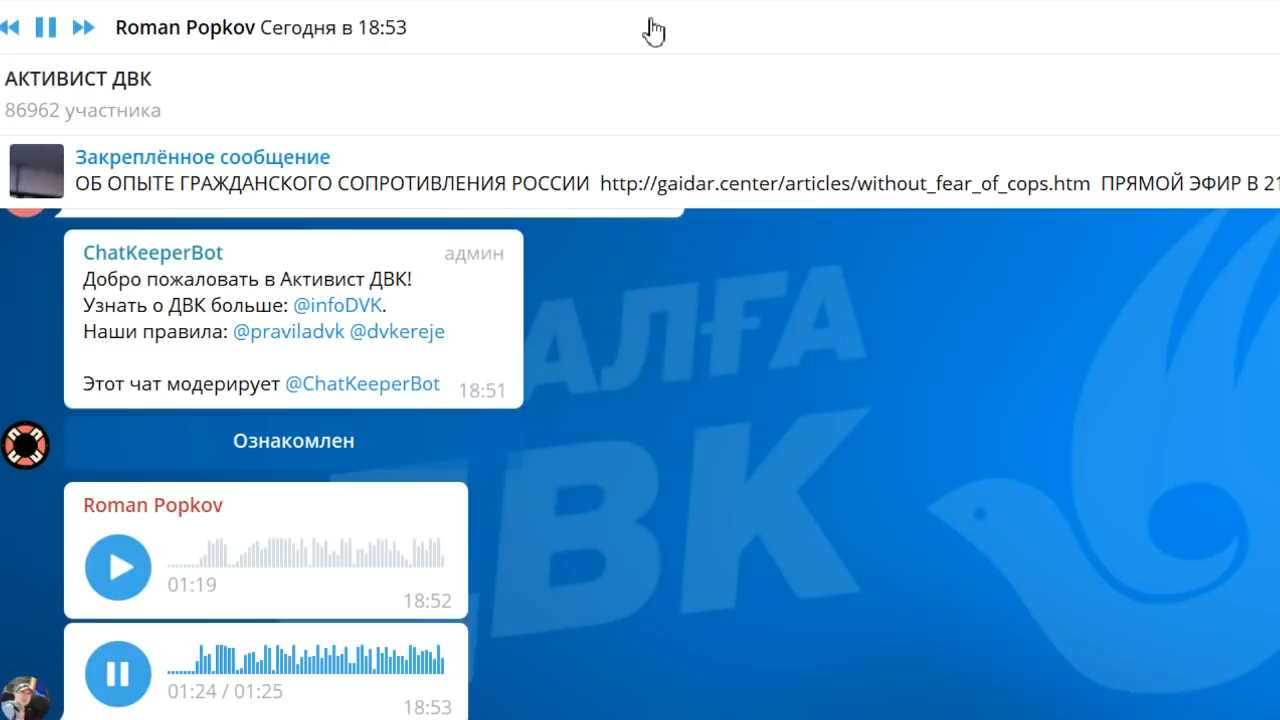 Roman Popkov Сегодня в 18:53
АКТИВИСТ ДВК
86962 участника
Закреплённое сообщение
ОБ ОПЫТЕ ГРАЖДАНСКОГО СОПРОТИВЛЕНИЯ РОССИИ http://gaidar.center/articles/without_fear_of_cops.htm ПРЯМОЙ ЭФИР В 21
ChatKeeperBot админ
Добро пожаловать в Активист ДВК!
Узнать о ДВК больше: @infoDVK.
Наши правила: @praviladvk @dvkereje
Этот чат модерирует @ChatKeeperBot 18:51
Ознакомлен
Roman Popkov
01:19
18:52
01:24 / 01:25
18:53
АЛҒА
ДВК